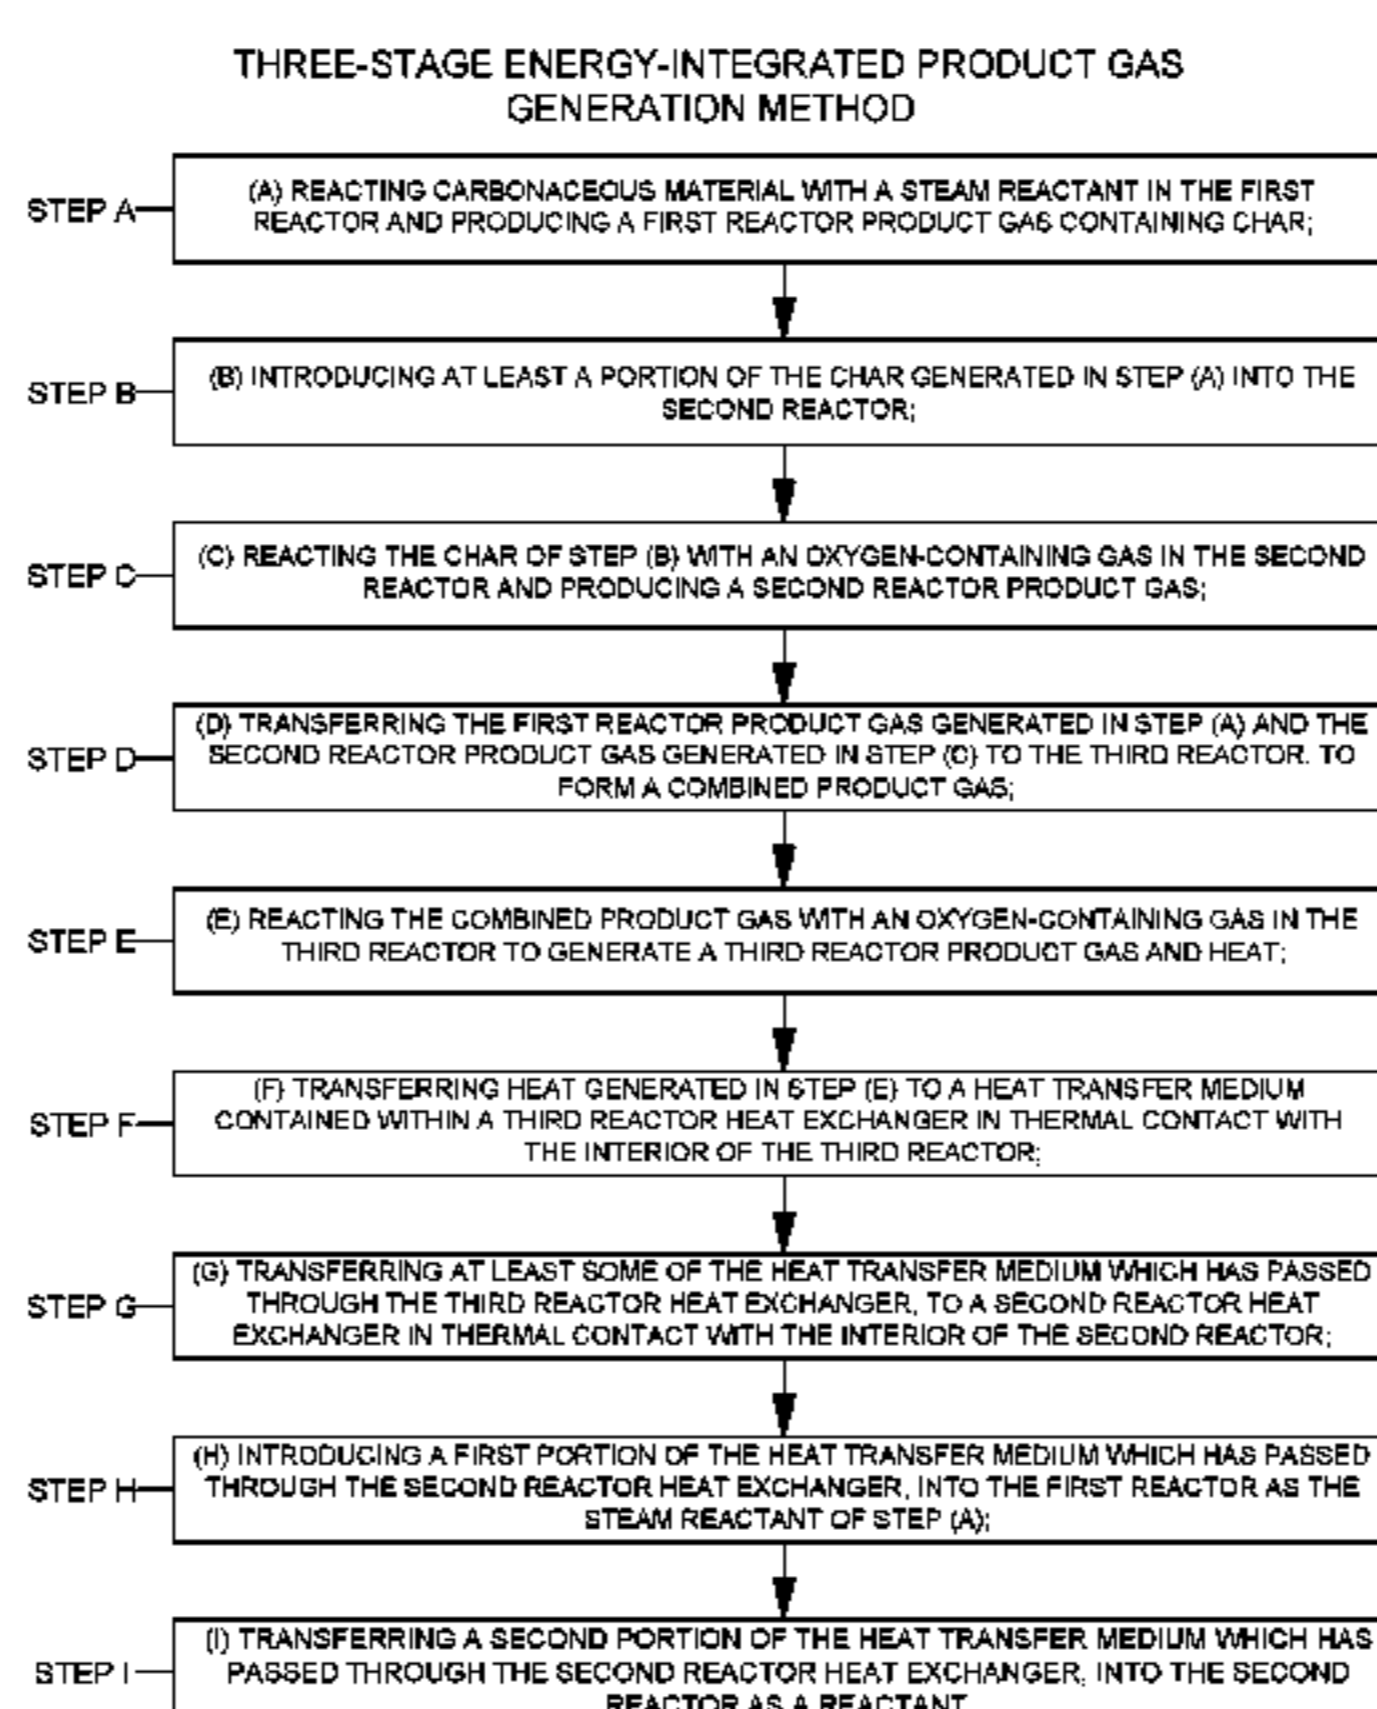 THREE-STAGE ENERGY-INTEGRATED PRODUCT GAS
GENERATION METHOD
STEP A
(A) REACTING CARBONACEOUS MATERIAL WITH A STEAM REACTANT IN THE FIRST
REACTOR AND PRODUCING A FIRST REACTOR PRODUCT GAS CONTAINING CHAR;
STEP B
(B) INTRODUCING AT LEAST A PORTION OF THE CHAR GENERATED IN STEP (A) INTO THE
SECOND REACTOR;
STEP C
(C) REACTING THE CHAR OF STEP (B) WITH AN OXYGEN-CONTAINING GAS IN THE SECOND
REACTOR AND PRODUCING A SECOND REACTOR PRODUCT GAS;
STEP D
(D) TRANSFERRING THE FIRST REACTOR PRODUCT GAS GENERATED IN STEP (A) AND THE
SECOND REACTOR PRODUCT GAS GENERATED IN STEP (C) TO THE THIRD REACTOR. TO
FORM A COMBINED PRODUCT GAS;
STEP E
(E) REACTING THE COMBINED PRODUCT GAS WITH AN OXYGEN-CONTAINING GAS IN THE
THIRD REACTOR TO GENERATE A THIRD REACTOR PRODUCT GAS AND HEAT;
STEP F
(F) TRANSFERRING HEAT GENERATED IN STEP (E) TO A HEAT TRANSFER MEDIUM
CONTAINED WITHIN A THIRD REACTOR HEAT EXCHANGER IN THERMAL CONTACT WITH
THE INTERIOR OF THE THIRD REACTOR;
STEP G
(G) TRANSFERRING AT LEAST SOME OF THE HEAT TRANSFER MEDIUM WHICH HAS PASSED
THROUGH THE THIRD REACTOR HEAT EXCHANGER, TO A SECOND REACTOR HEAT
EXCHANGER IN THERMAL CONTACT WITH THE INTERIOR OF THE SECOND REACTOR;
STEP H
(H) INTRODUCING A FIRST PORTION OF THE HEAT TRANSFER MEDIUM WHICH HAS PASSED
THROUGH THE SECOND REACTOR HEAT EXCHANGER, INTO THE FIRST REACTOR AS THE
STEAM REACTANT OF STEP (A);
STEP I
(I) TRANSFERRING A SECOND PORTION OF THE HEAT TRANSFER MEDIUM WHICH HAS
PASSED THROUGH THE SECOND REACTOR HEAT EXCHANGER, INTO THE SECOND
REACTOR AS A REACTANT